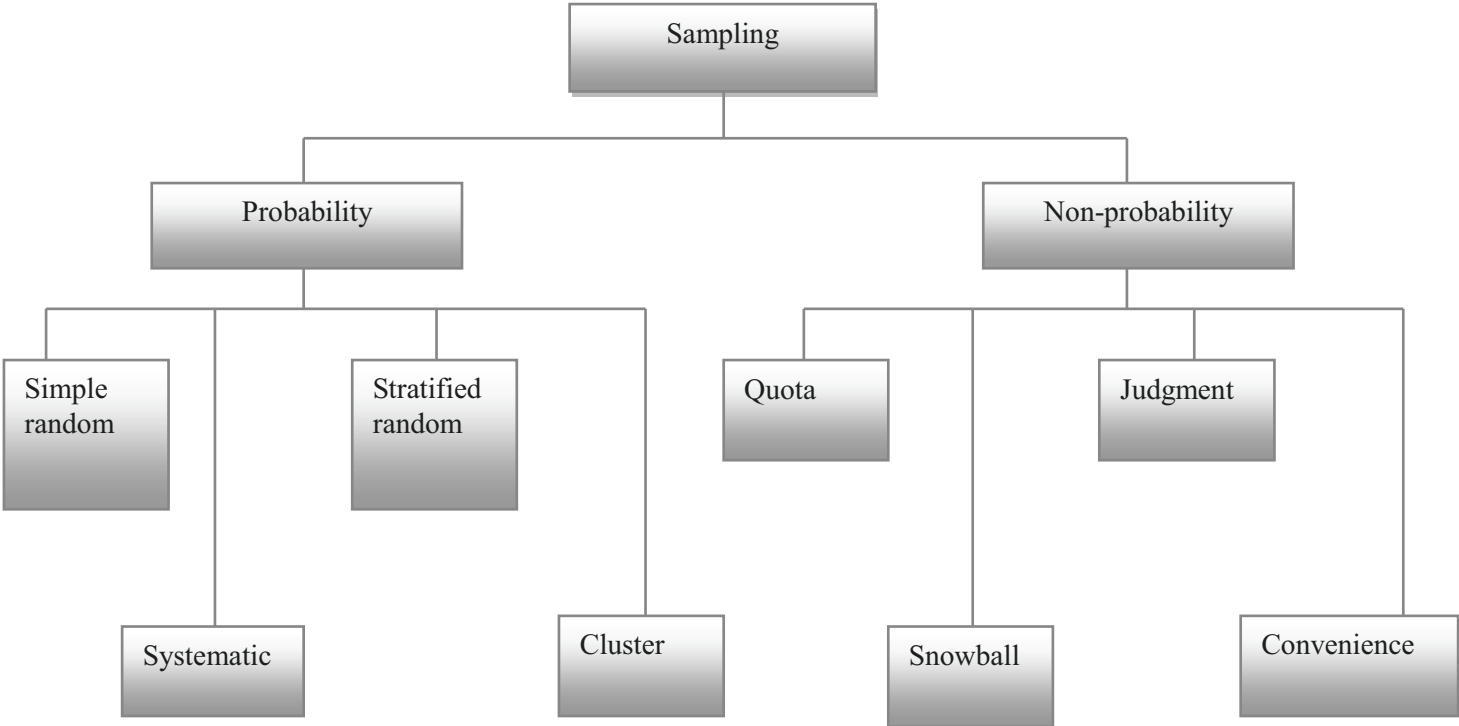 Sampling
Probability
Non-probability
Simple
random
Stratified
random
Quota
Judgment
Systematic
Cluster
Snowball
Convenience